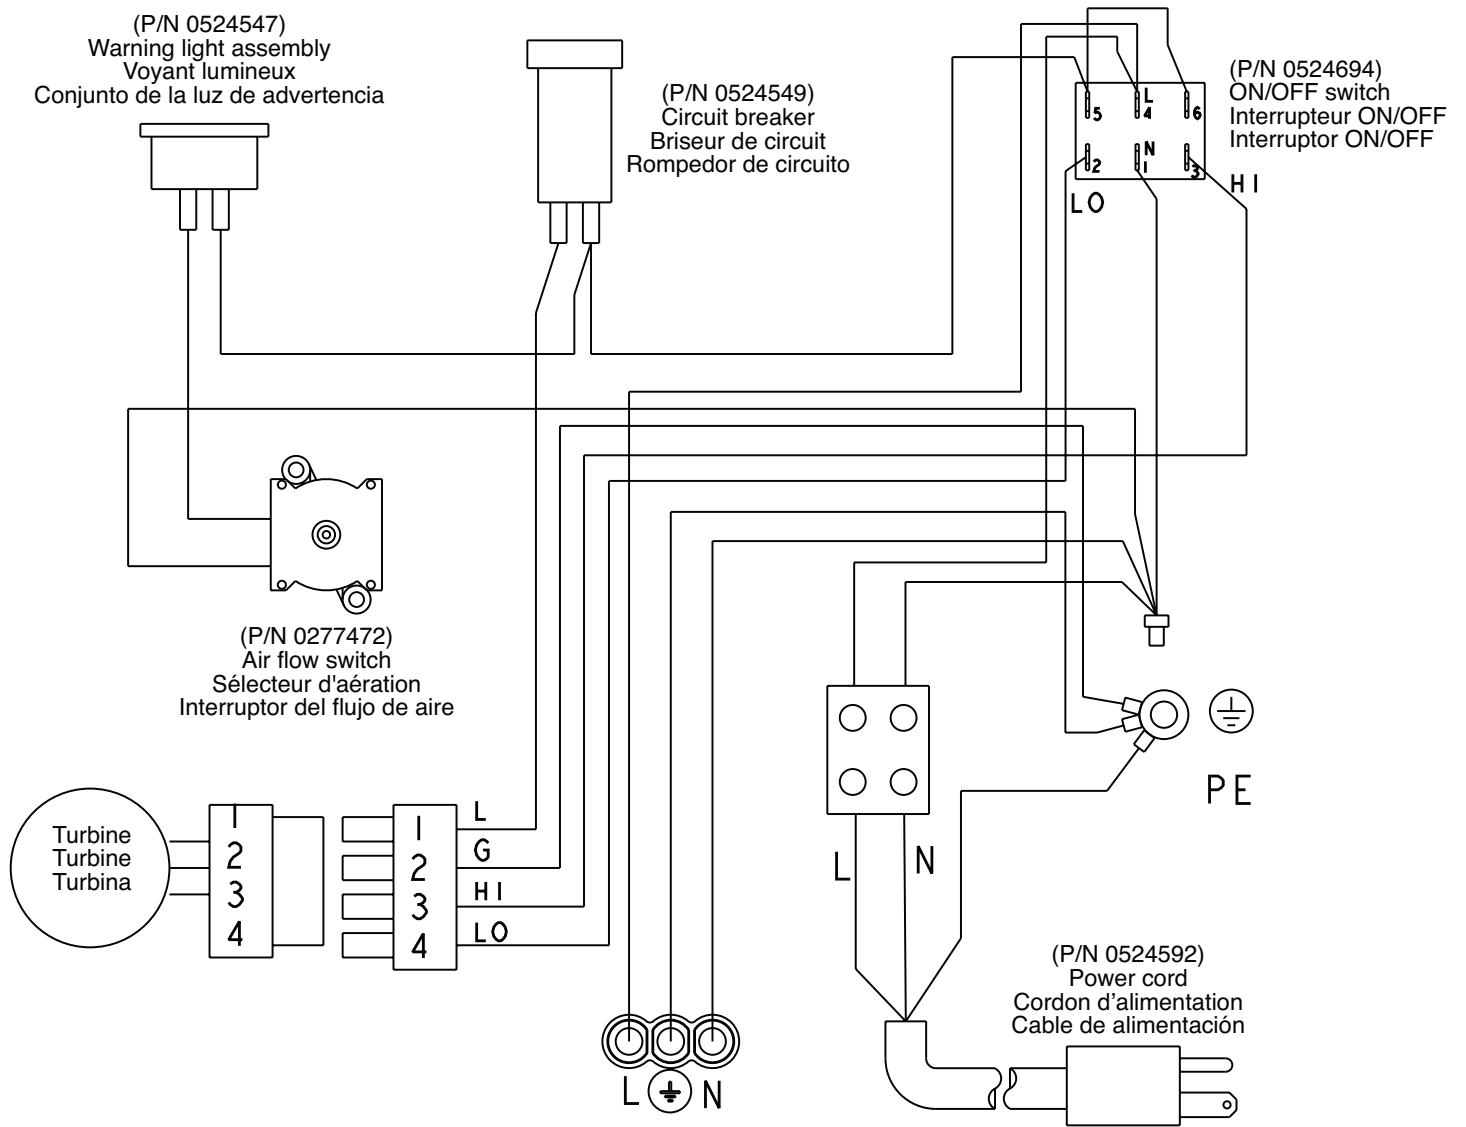 (P/N 0524547)
Warning light assembly
Voyant lumineux
Conjunto de la luz de advertencia
(P/N 0524549)
Circuit breaker
Briseur de circuit
Rompedor de circuito
(P/N 0524694)
ON/OFF switch
Interrupteur ON/OFF
Interruptor ON/OFF
L
5 4 6
N
2 1 3
LO
HI
(P/N 0277472)
Air flow switch
Sélecteur d'aération
Interruptor del flujo de aire
PE
Turbine
Turbine
Turbina
1
2
3
4
1
2
3
4
L
G
HI
LO
L
N
(P/N 0524592)
Power cord
Cordon d’alimentation
Cable de alimentación
L N